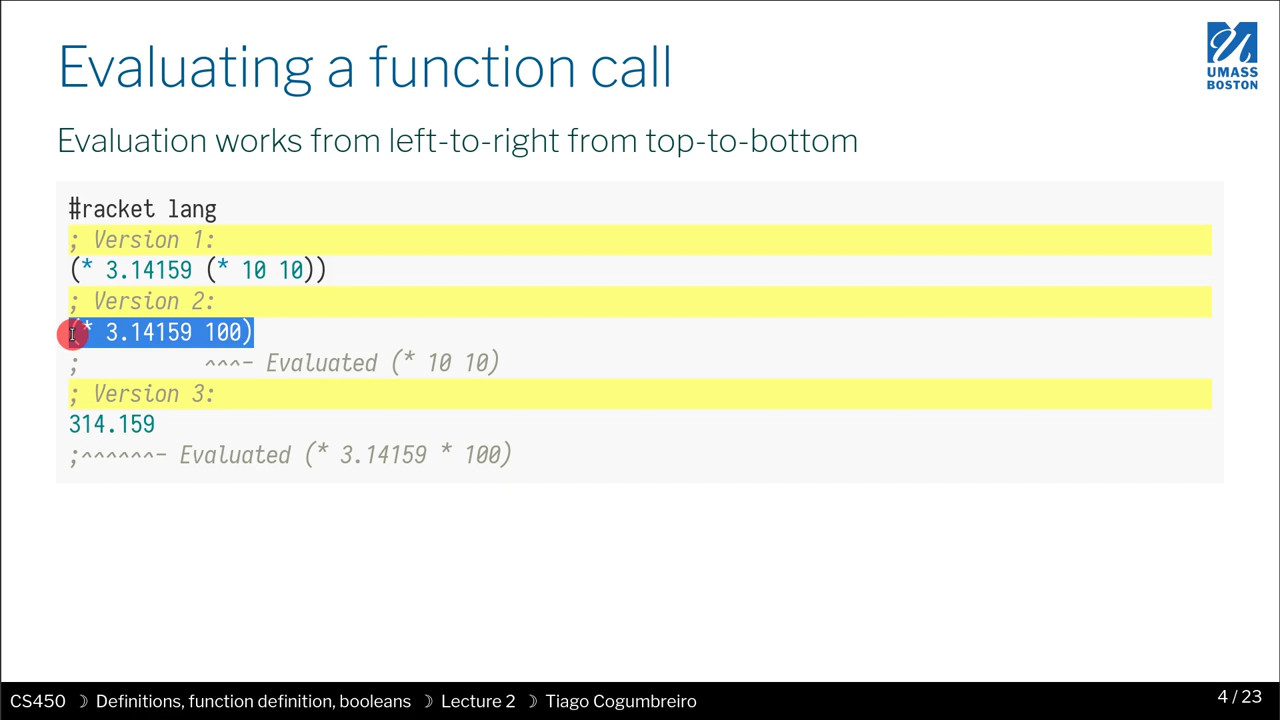 Evaluating a function call
UMASS
BOSTON
Evaluation works from left-to-right from top-to-bottom
#racket lang
; Version 1:
(* 3.14159 (* 10 10))
; Version 2:
(* 3.14159 100)
;          ^^^- Evaluated (* 10 10)
; Version 3:
314.159
;^^^^^^- Evaluated (* 3.14159 * 100)
CS450 ☽ Definitions, function definition, booleans ☽ Lecture 2 ☽ Tiago Cogumbreiro
4 / 23